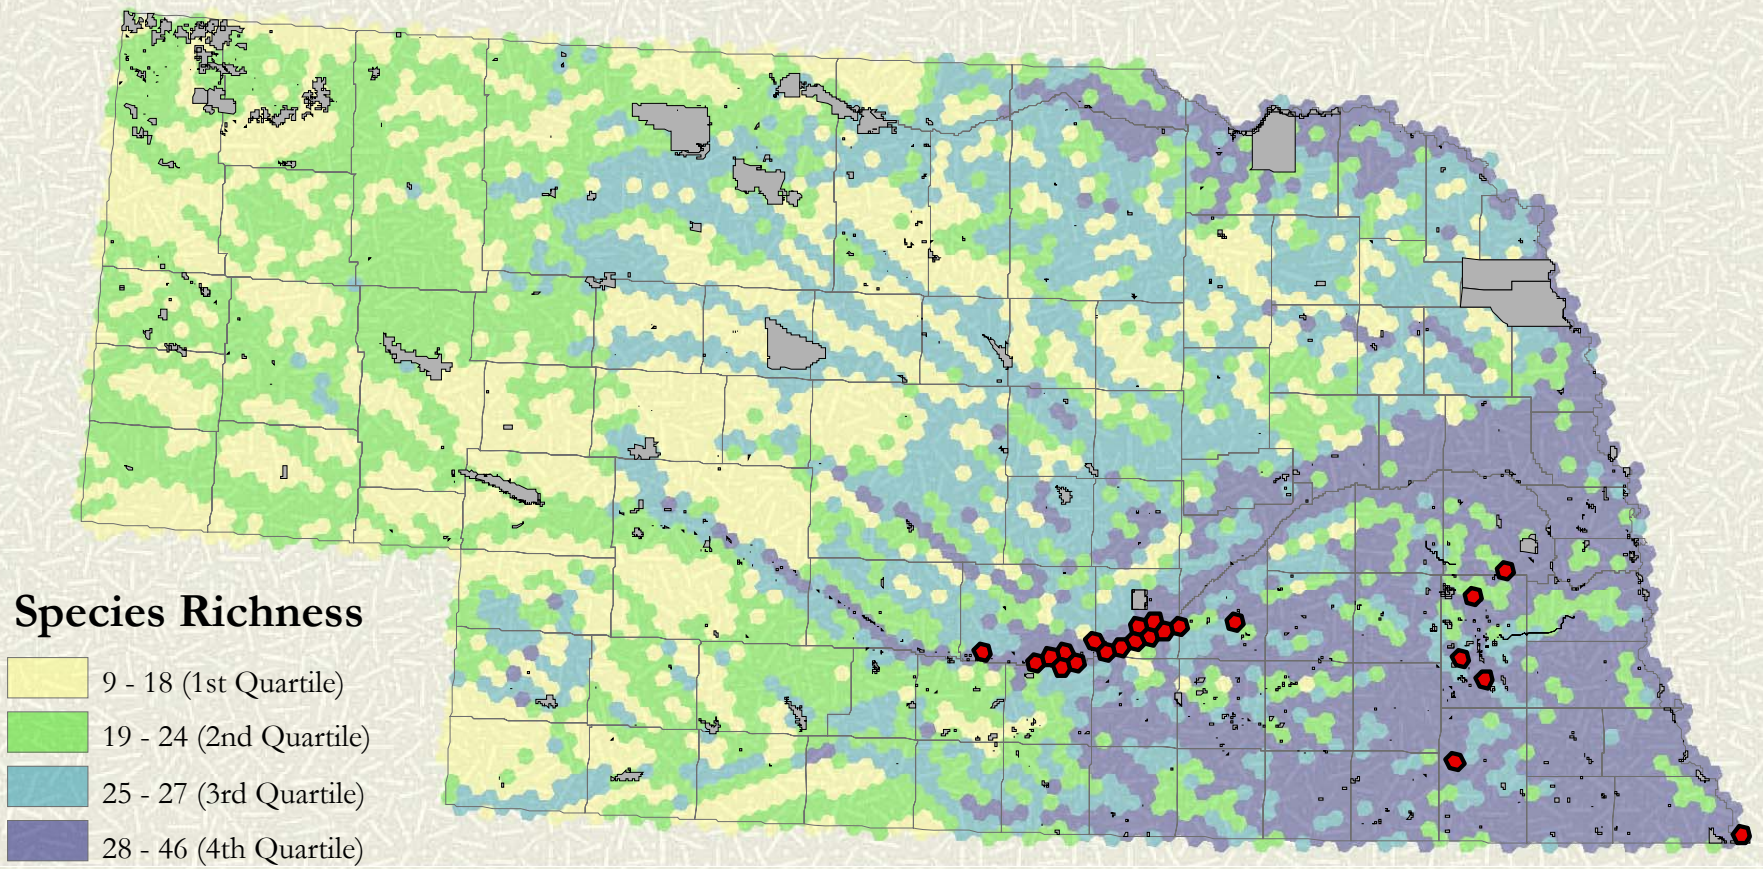 Species Richness
9 - 18 (1st Quartile)
19 - 24 (2nd Quartile)
25 - 27 (3rd Quartile)
28 - 46 (4th Quartile)